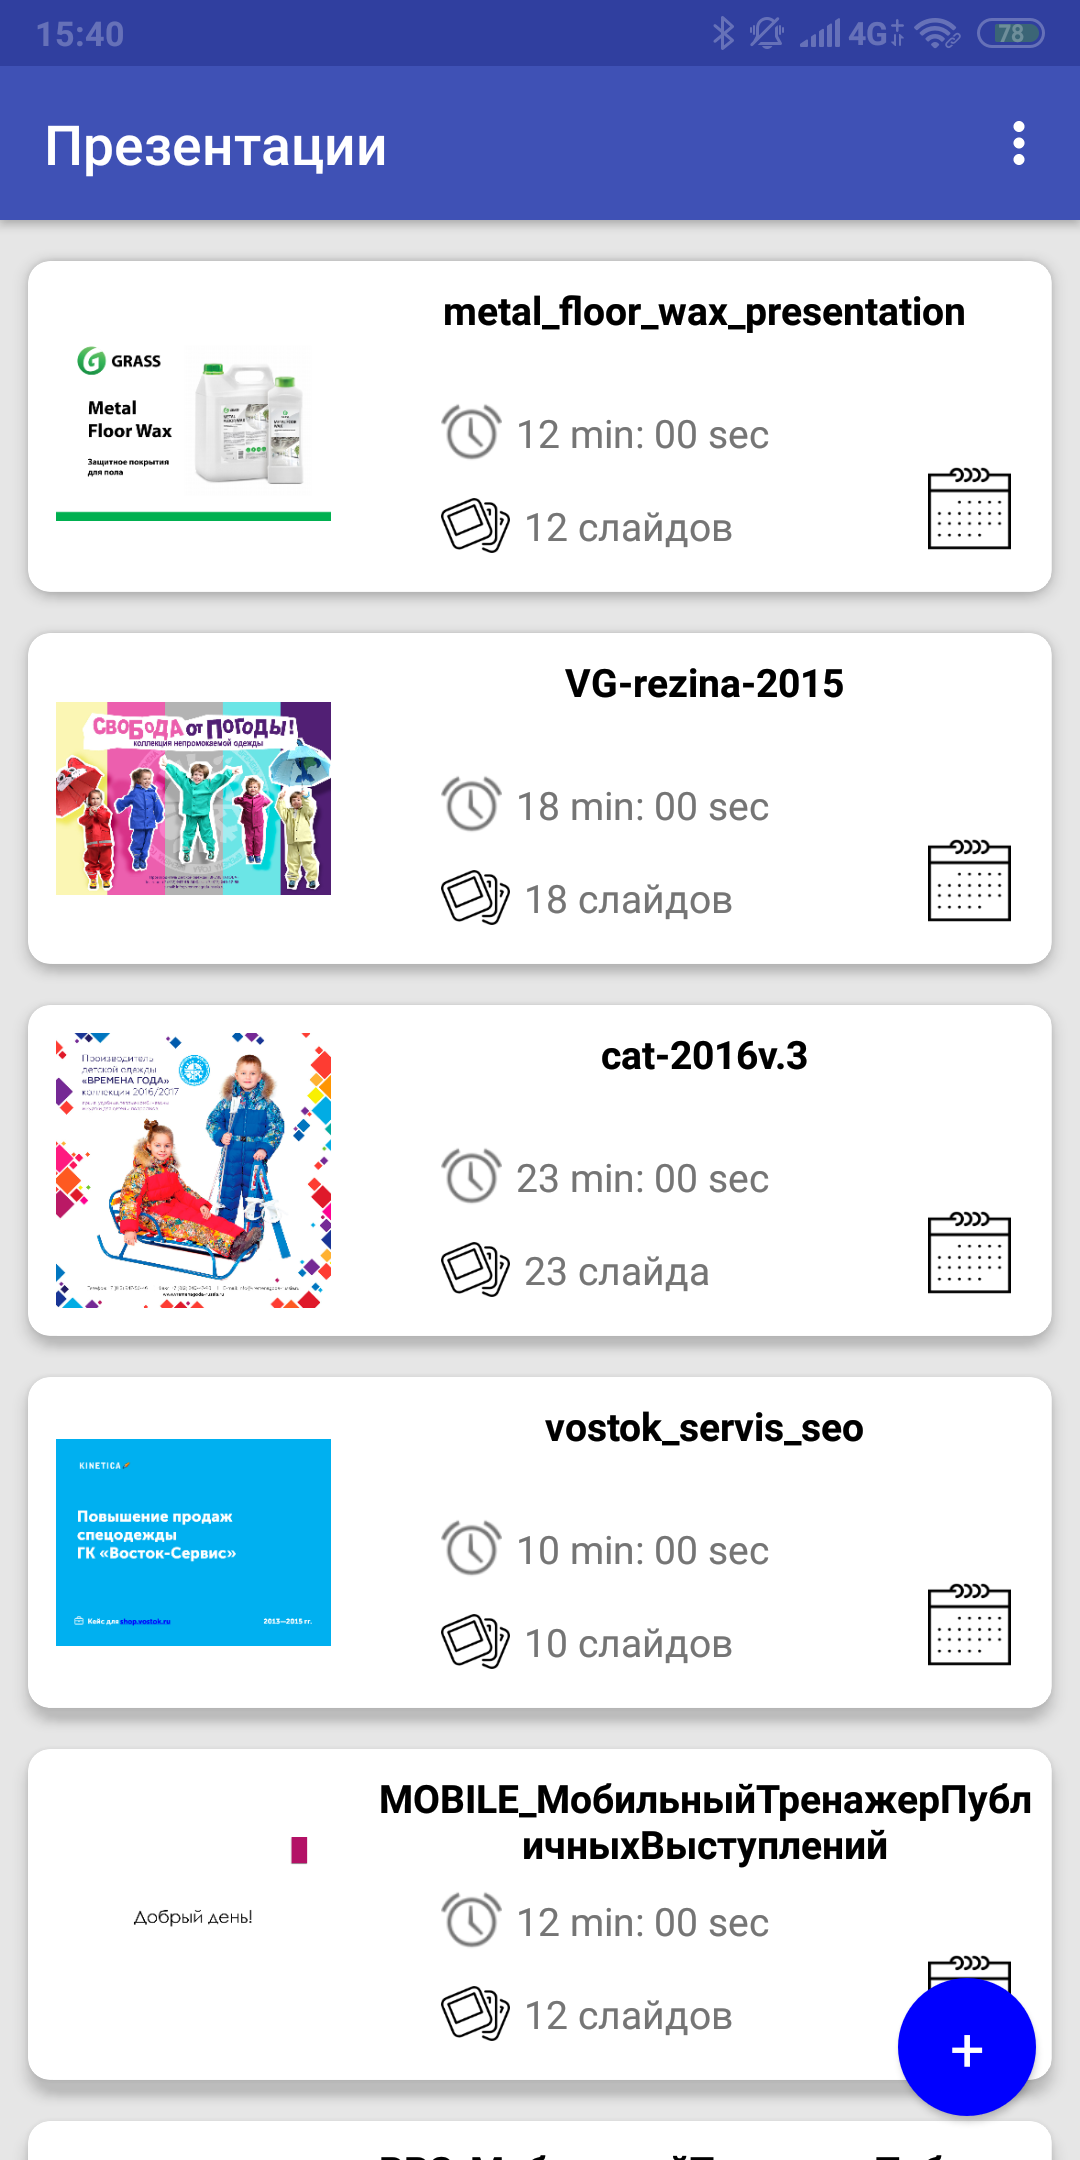 15:40
4G
78
Презентации
metal_floor_wax_presentation
GRASS
Metal
Floor Wax
Защитное покрытия
для пола
12 min: 00 sec
12 слайдов
VG-rezina-2015
СВОБОДА ОТ ПОГОДЫ!
коллекция непромокаемой одежды
18 min: 00 sec
18 слайдов
cat-2016v.3
Производитель
детской одежды
«ВРЕМЕНА ГОДА»
коллекция 2016/2017
23 min: 00 sec
23 слайда
vostok_servis_seo
KINETICA
Повышение продаж
спецодежды
ГК «Восток-Сервис»
Кейс для shop.vostok.ru
2013—2015 гг.
10 min: 00 sec
10 слайдов
MOBILE_МобильныйТренажерПубл
ичныхВыступлений
Добрый день!
12 min: 00 sec
12 слайдов
+